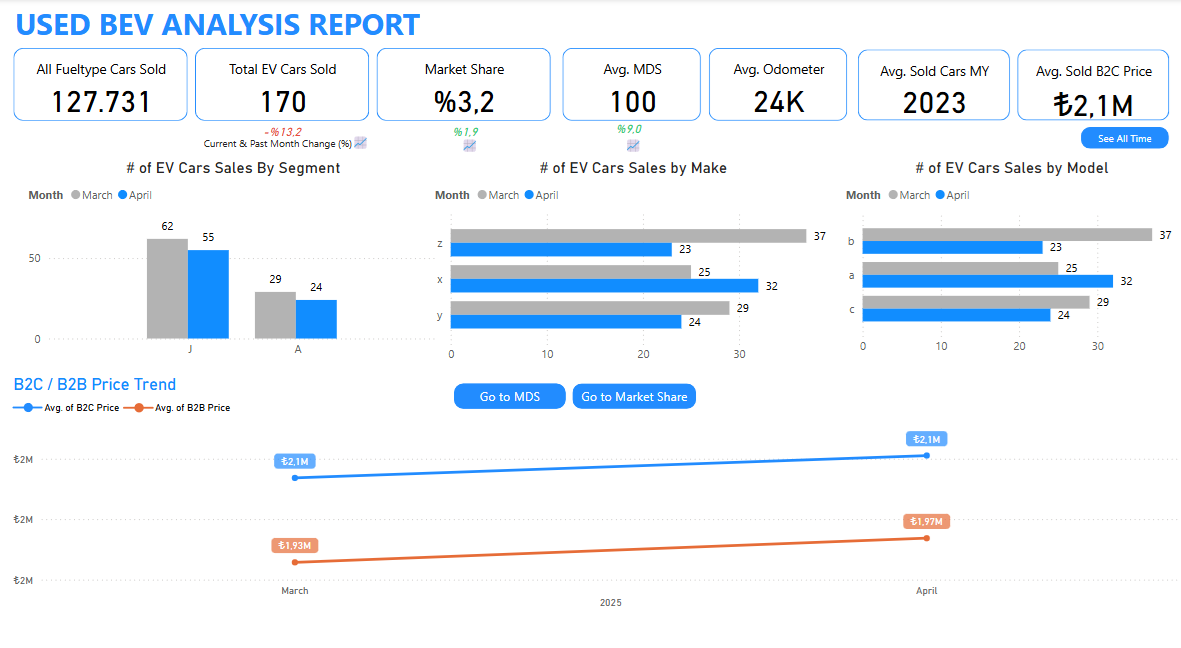 USED BEV ANALYSIS REPORT
All Fueltype Cars Sold
127.731
Total EV Cars Sold
170
Market Share
%3,2
Avg. MDS
100
Avg. Odometer
24K
Avg. Sold Cars MY
2023
Avg. Sold B2C Price
₺2,1M
-%13,2
Current & Past Month Change (%)
%1,9
%9,0
See All Time
# of EV Cars Sales By Segment
Month March April
62
55
29
24
50
0
J
A
# of EV Cars Sales by Make
Month March April
z
37
23
x
25
32
y
29
24
0 10 20 30
# of EV Cars Sales by Model
Month March April
b
37
23
a
25
32
c
29
24
0 10 20 30
B2C / B2B Price Trend
Avg. of B2C Price Avg. of B2B Price
Go to MDS
Go to Market Share
₺2M
₺2M
₺2M
₺2,1M
₺2,1M
₺1,93M
₺1,97M
March
April
2025